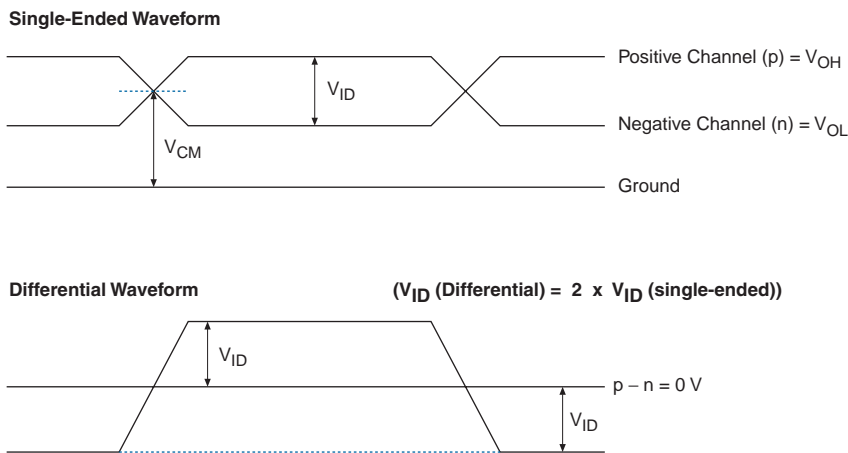 Single-Ended Waveform
Positive Channel (p) = VOH
VID
Negative Channel (n) = VOL
VCM
Ground
Differential Waveform (VID (Differential) = 2 x VID (single-ended))
VID
p − n = 0 V
VID